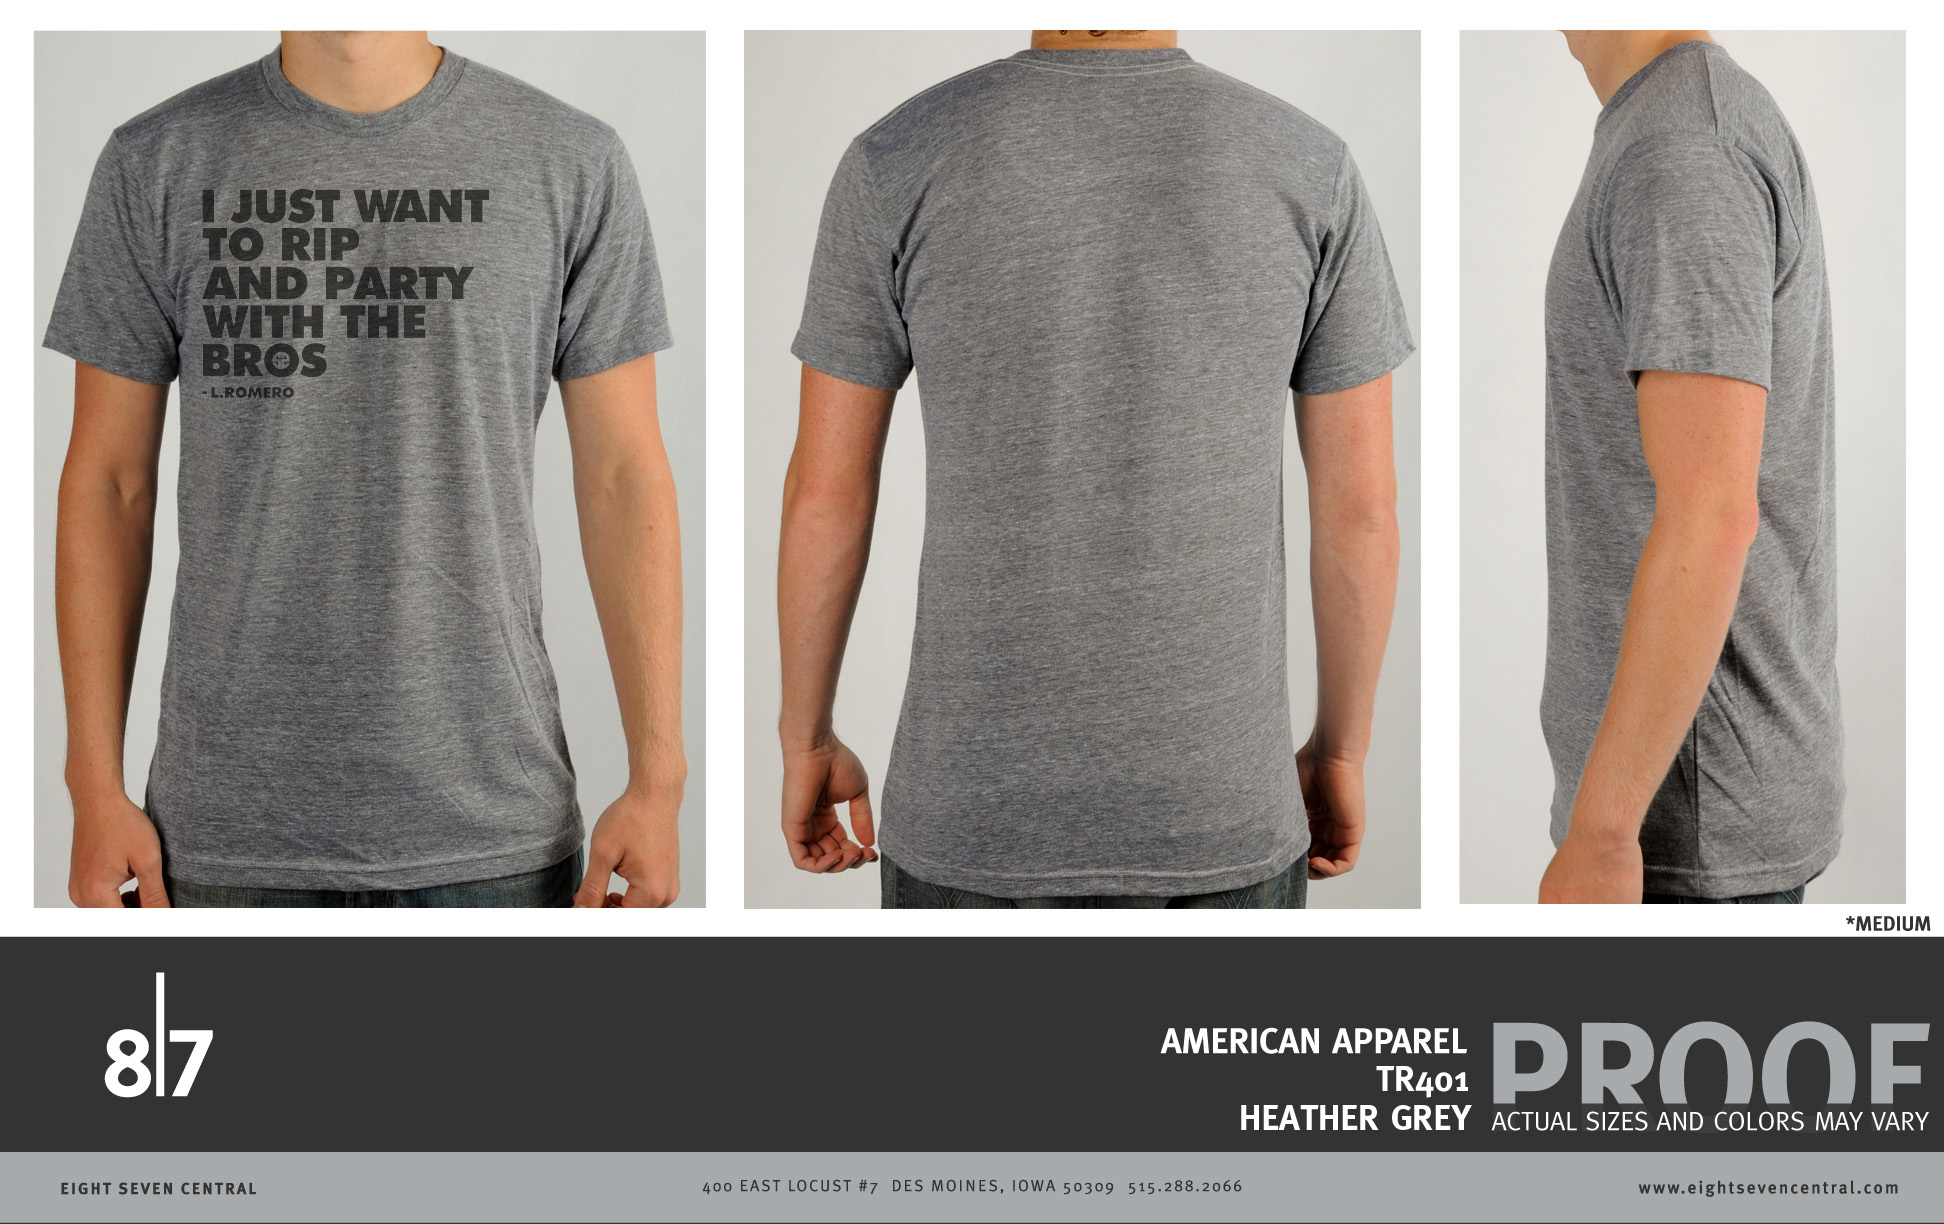 I JUST WANT
TO RIP
AND PARTY
WITH THE
BROS
- L.ROMERO
*MEDIUM
8|7
AMERICAN APPAREL
TR401
HEATHER GREY
PROOF
ACTUAL SIZES AND COLORS MAY VARY
EIGHT SEVEN CENTRAL
400 EAST LOCUST #7 DES MOINES, IOWA 50309 515.288.2066
www.eightsevencentral.com